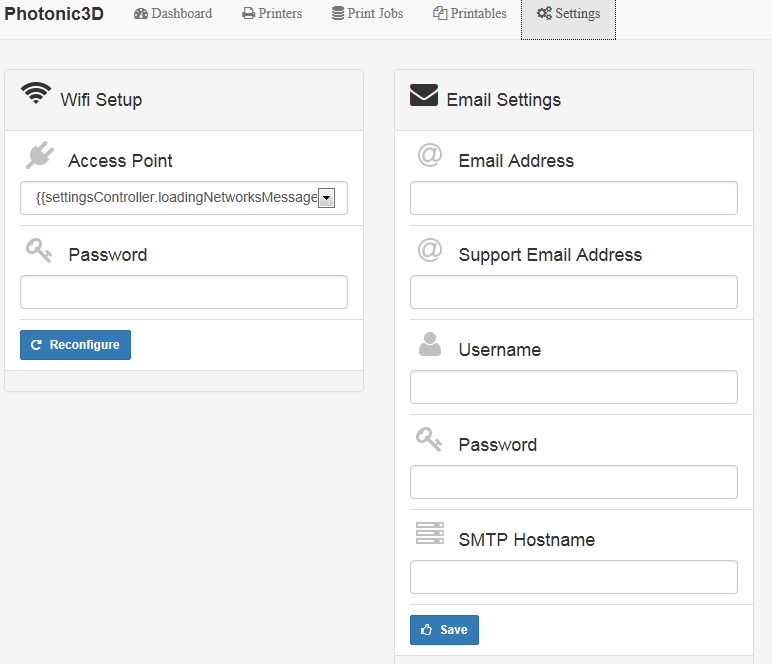 Photonic3D Dashboard Printers Print Jobs Printables Settings
Wifi Setup
Access Point
{{settingsController.loadingNetworksMessage
Password
Reconfigure
Email Settings
@ Email Address
@ Support Email Address
Username
Password
SMTP Hostname
Save